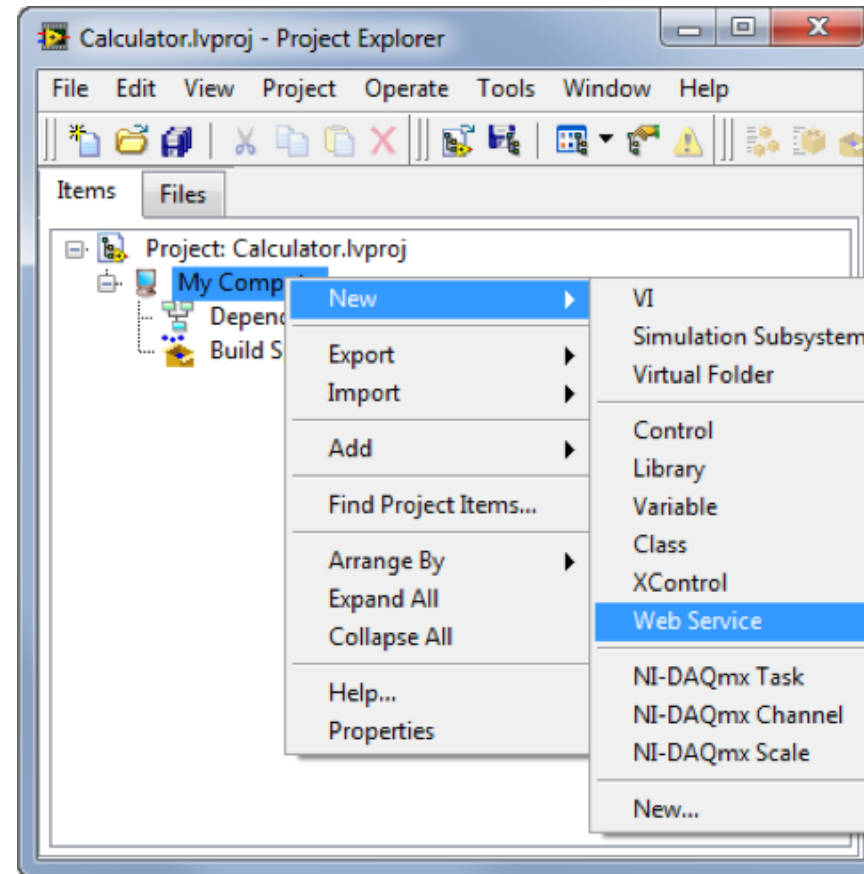 Calculator.lvproj - Project Explorer
File Edit View Project Operate Tools Window Help
Items Files
Project: Calculator.lvproj
My Comp
Depend
Build S
New
Export
Import
Add
Find Project Items...
Arrange By
Expand All
Collapse All
Help...
Properties
VI
Simulation Subsystem
Virtual Folder
Control
Library
Variable
Class
XControl
Web Service
NI-DAQmx Task
NI-DAQmx Channel
NI-DAQmx Scale
New...